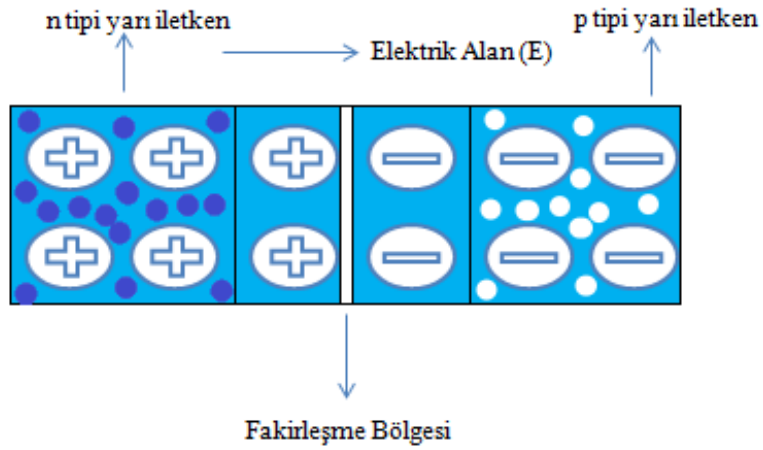 n tipi yarı iletken
p tipi yarı iletken
Elektrik Alan (E)
Fakirleşme Bölgesi